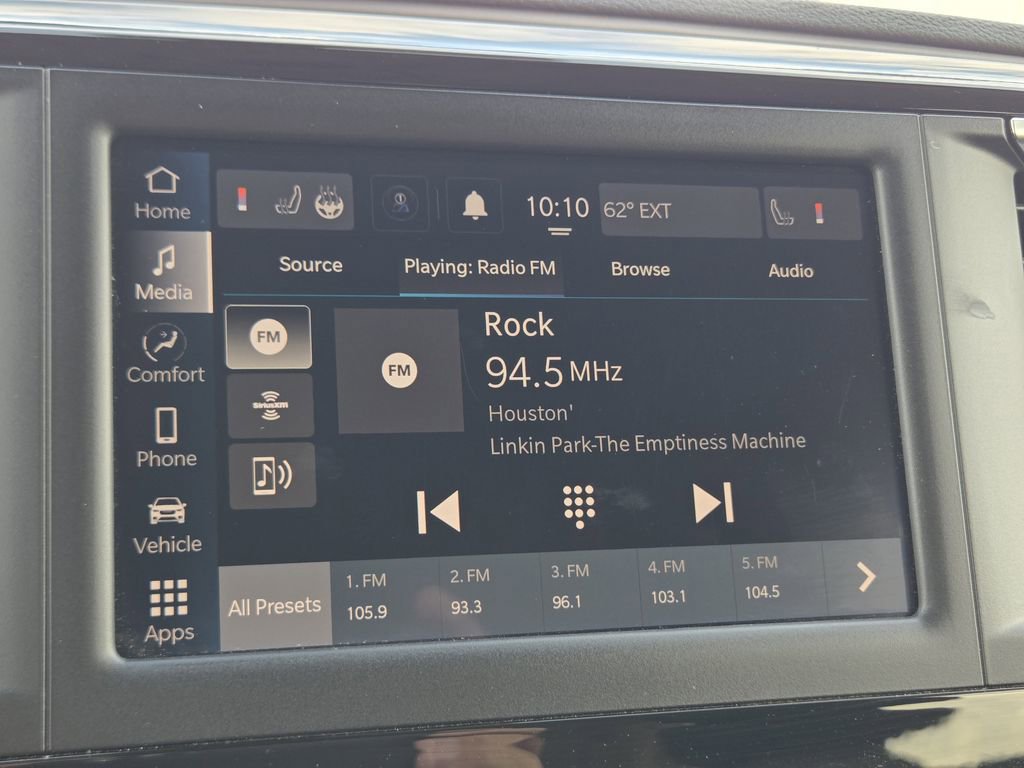 Home
10:10
62° EXT
Media
Source
Playing: Radio FM
Browse
Audio
FM
FM
Rock
94.5 MHz
Houston'
Linkin Park-The Emptiness Machine
SiriusXM
Comfort
Phone
Vehicle
Apps
All Presets
1. FM
105.9
2. FM
93.3
3. FM
96.1
4. FM
103.1
5. FM
104.5